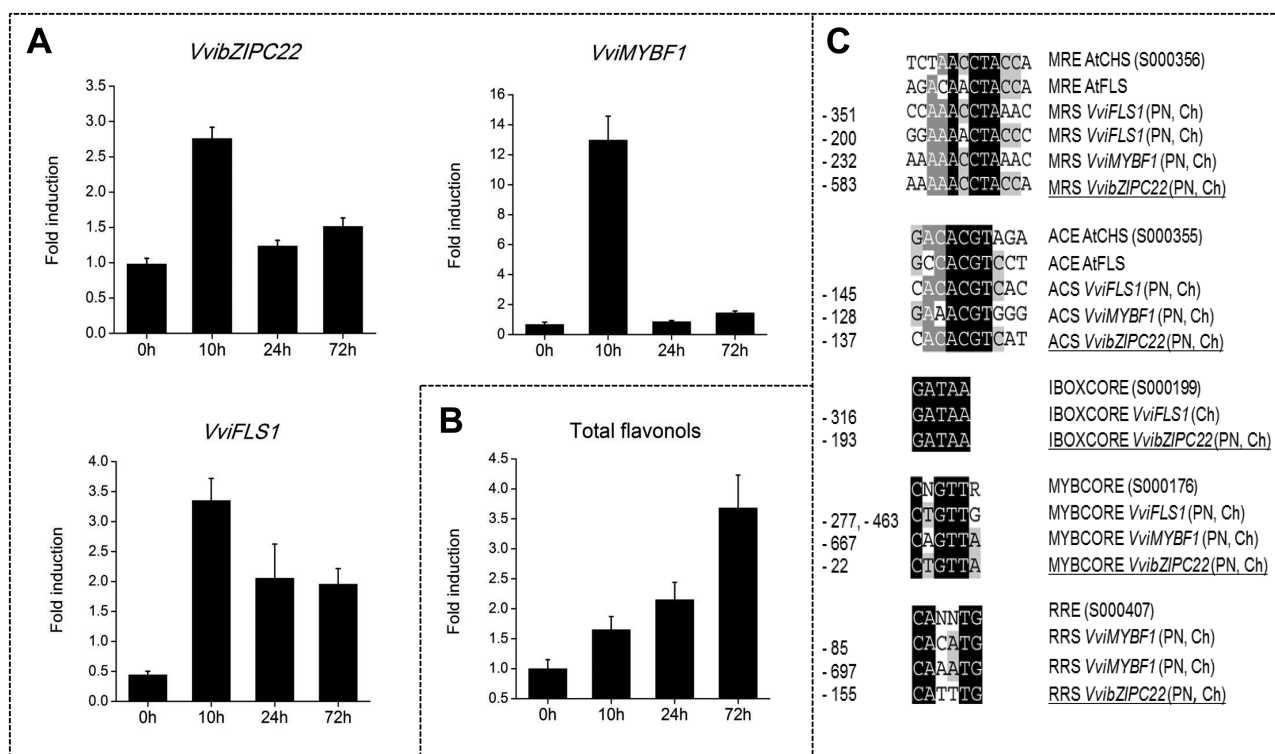 A
VvibZIPC22
Fold induction
3.5
3.0
2.5
2.0
1.5
1.0
0.5
0.0
0h 10h 24h 72h
VviMYBF1
Fold induction
16
14
12
10
8
6
4
2
0
0h 10h 24h 72h
VviFLS1
Fold induction
4.0
3.5
3.0
2.5
2.0
1.5
1.0
0.5
0.0
0h 10h 24h 72h
B
Total flavonols
Fold induction
4.5
4.0
3.5
3.0
2.5
2.0
1.5
1.0
0.5
0h 10h 24h 72h
C
TCTAACCTACCA MRE AtCHS (S000356)
AGACAACTACCA MRE AtFLS
-351 CCAAACCTAAAC MRS VviFLS1(PN, Ch)
-200 GGAAAACTACCC MRS VviFLS1(PN, Ch)
-232 AAAAACCTAAAC MRS VviMYBF1(PN, Ch)
-583 AAAAACCTACCA MRS VvibZIPC22(PN, Ch)
GACACGTAGA ACE AtCHS (S000355)
GCCACGTCCT ACE AtFLS
-145 CACACGTCAC ACS VviFLS1(PN, Ch)
-128 GAAACGTGGG ACS VviMYBF1(PN, Ch)
-137 CACACGTCAT ACS VvibZIPC22(PN, Ch)
GATAA IBOXCORE (S000199)
-316 GATAA IBOXCORE VviFLS1(Ch)
-193 GATAA IBOXCORE VvibZIPC22(PN, Ch)
CNGTTR MYBCORE (S000176)
-277, -463 CTGTTG MYBCORE VviFLS1(PN, Ch)
-667 CAGTTA MYBCORE VviMYBF1(PN, Ch)
-22 CTGTTA MYBCORE VvibZIPC22(PN, Ch)
CANNTG RRE (S000407)
-85 CACATG RRS VviMYBF1(PN, Ch)
-697 CAAATG RRS VviMYBF1(PN, Ch)
-155 CATTTG RRS VvibZIPC22(PN, Ch)